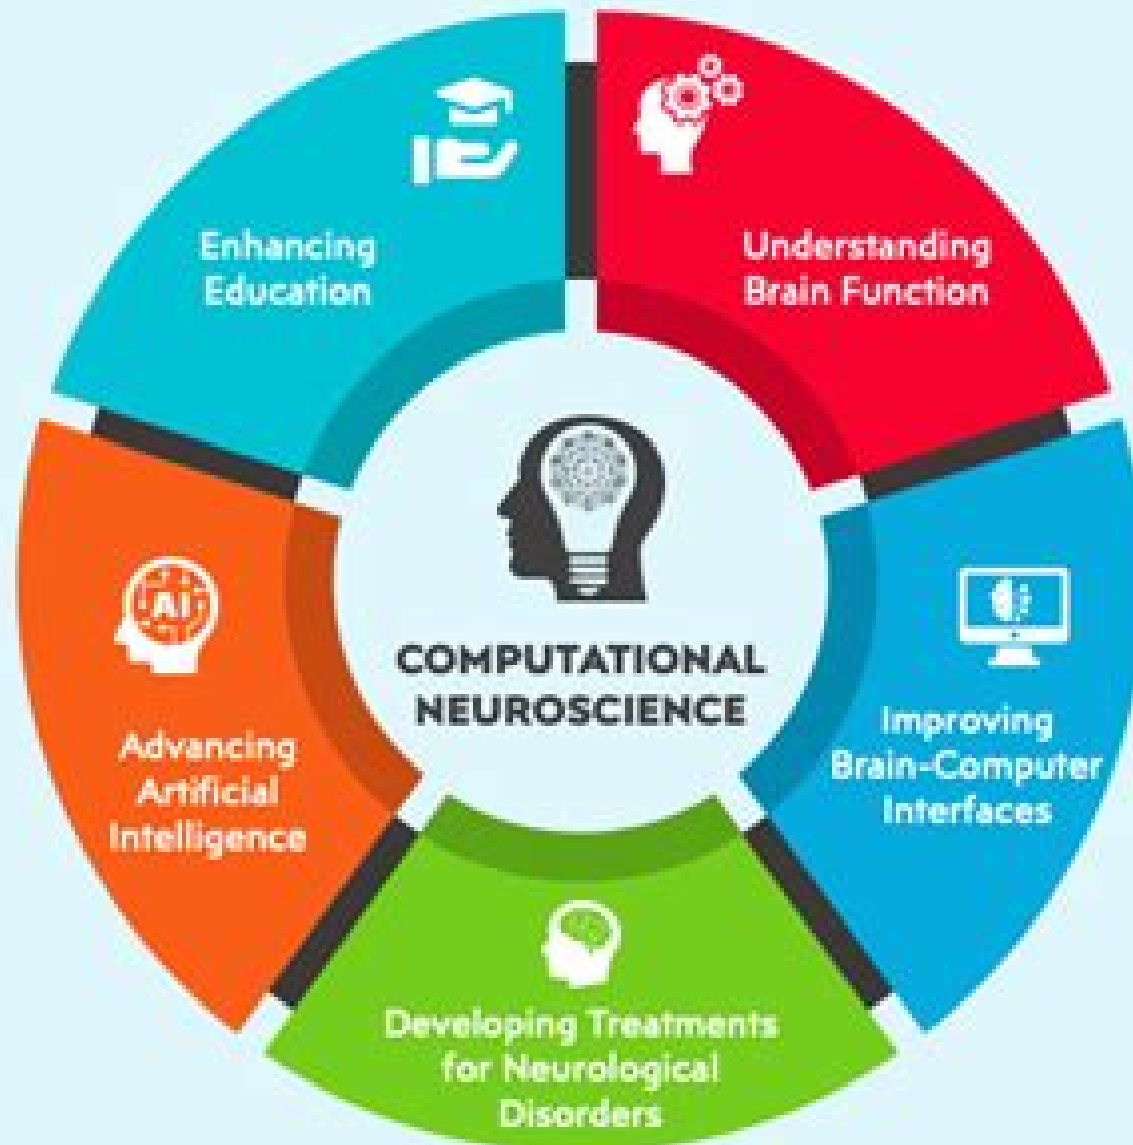 Enhancing
Education
Understanding
Brain Function
AI
COMPUTATIONAL
NEUROSCIENCE
Improving
Brain-Computer
Interfaces
Advancing
Artificial
Intelligence
Developing Treatments
for Neurological
Disorders